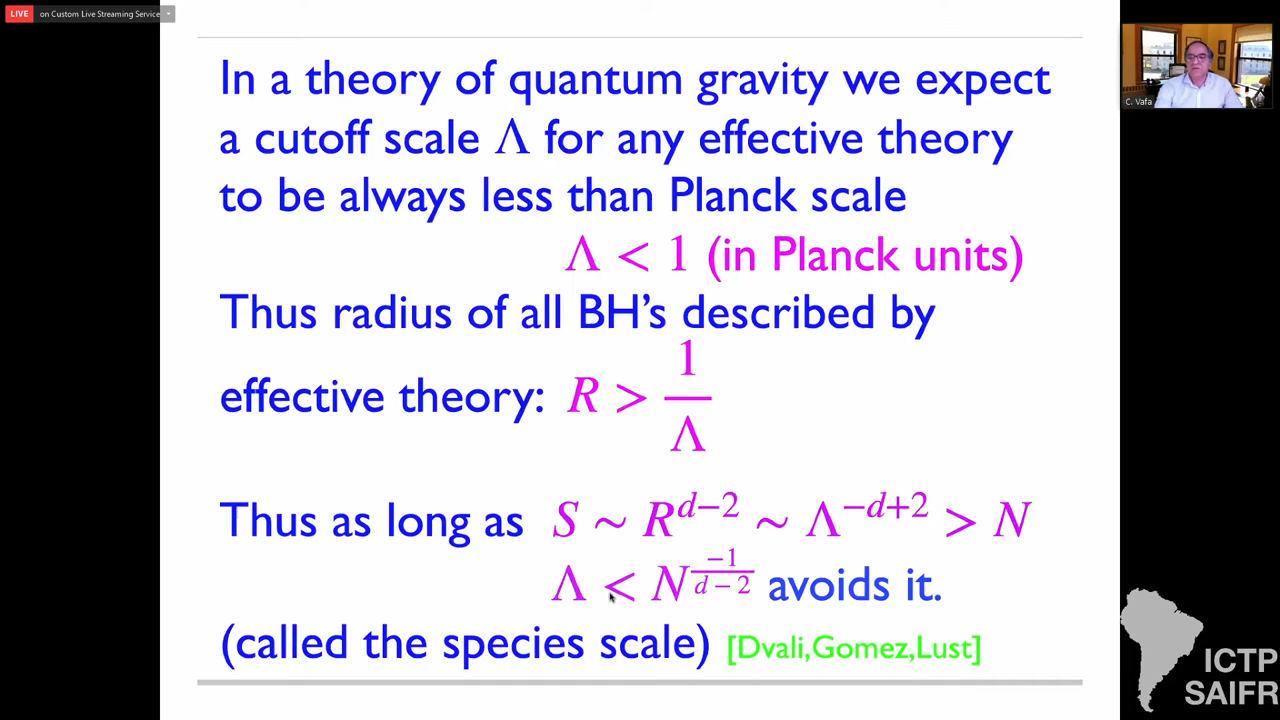 LIVE on Custom Live Streaming Service
In a theory of quantum gravity we expect
a cutoff scale Λ for any effective theory
to be always less than Planck scale
Λ < 1 (in Planck units)
Thus radius of all BH's described by
effective theory: R > 1/Λ
Thus as long as S ~ R^{d−2} ~ Λ^{−d+2} > N
Λ < N^{\frac{−1}{d−2}} avoids it.
(called the species scale) [Dvali,Gomez,Lust]
C. Vafa
ICTP
SAIFR